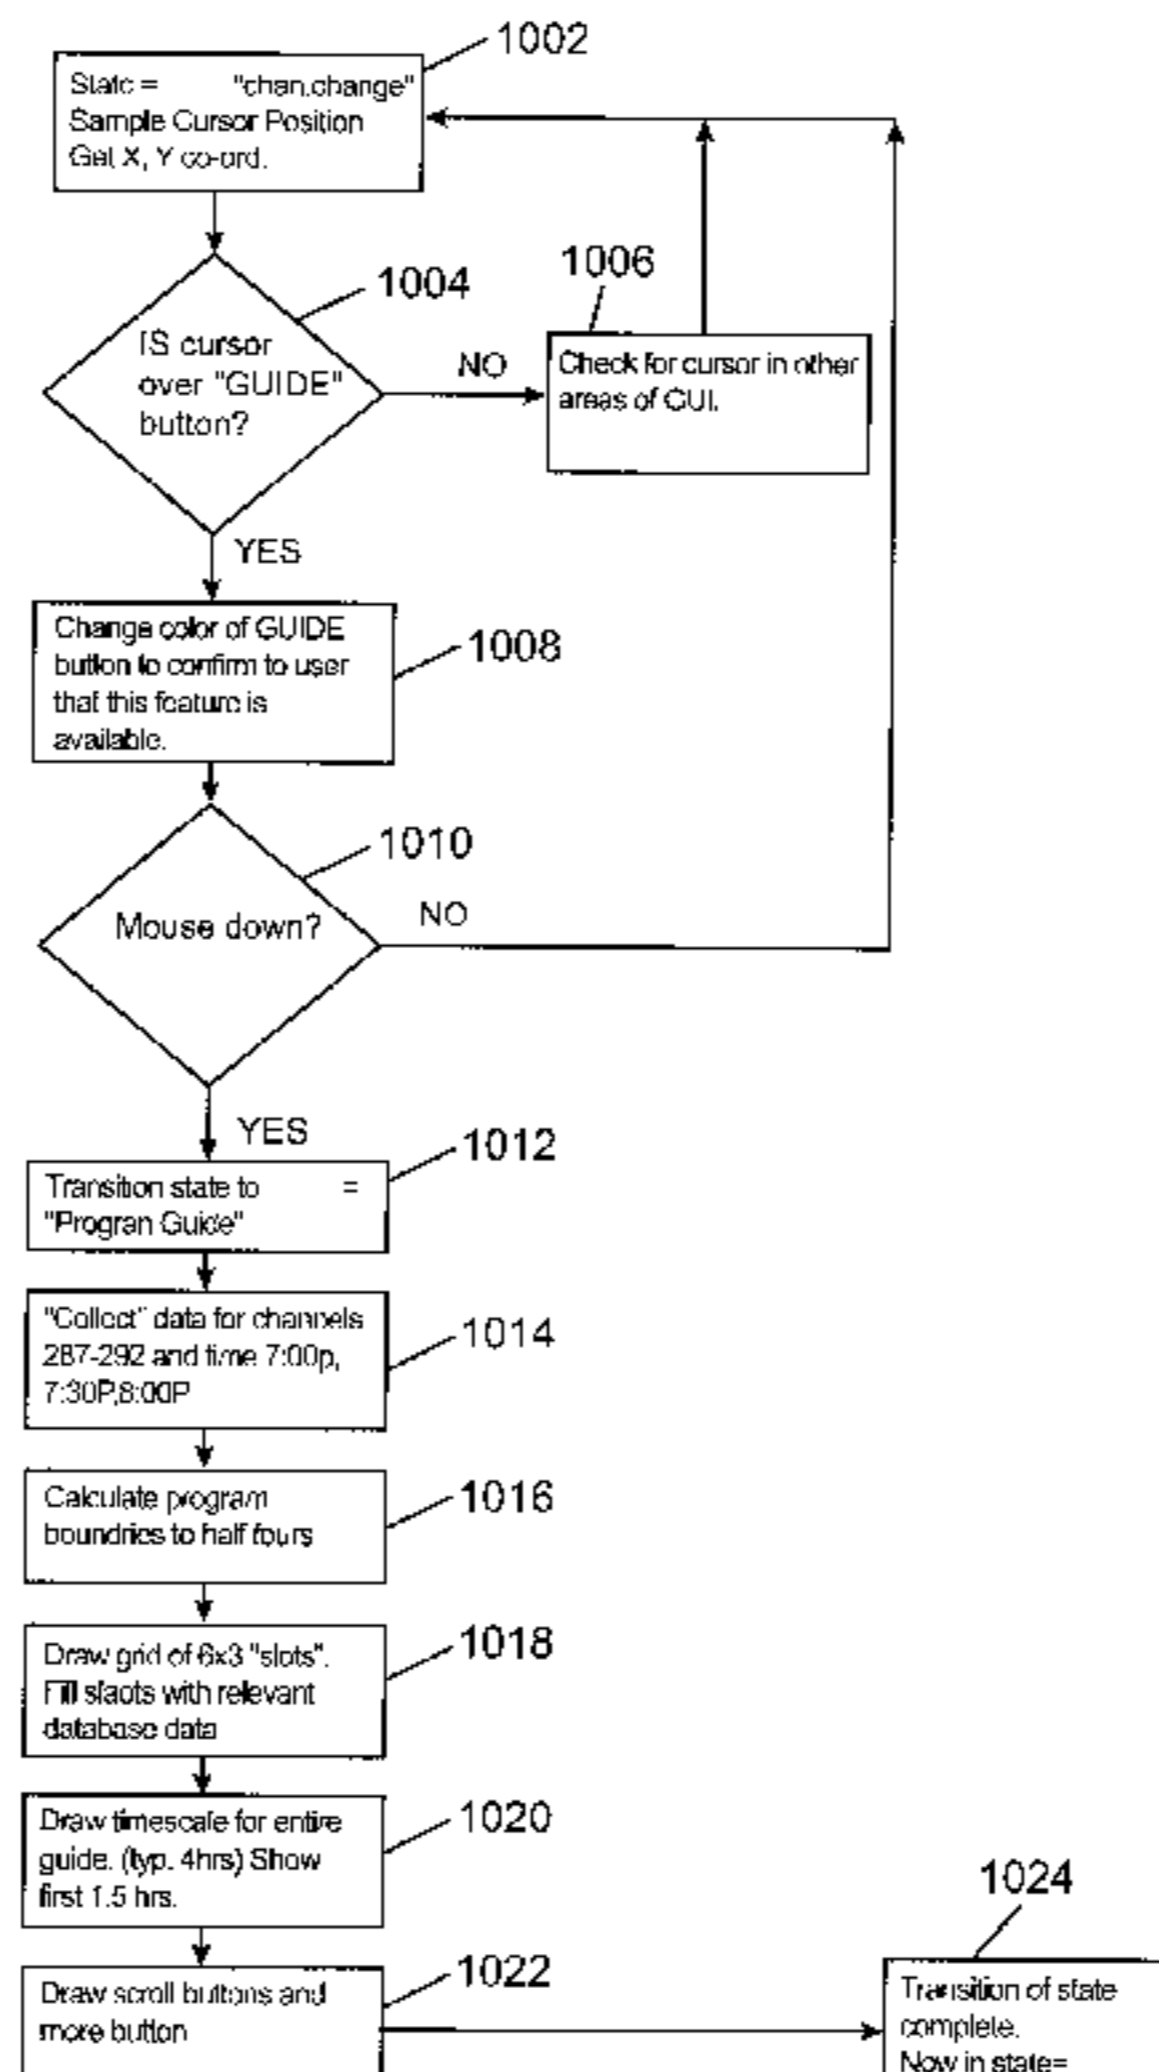 1002
State = "chan.change"
Sample Cursor Position
Get X, Y co-ord.
1004
IS cursor
over "GUIDE"
button?
NO
1006
Check for cursor in other
areas of GUI.
YES
Change color of GUIDE
button to confirm to user
that this feature is
available.
1008
1010
Mouse down?
NO
YES
1012
Transition state to =
"Progran Guide"
"Collect" data for channels
287-292 and time 7:00p,
7:30P,8:00P
1014
Calculate program
boundries to half fours
1016
Draw grid of 6x3 "slots".
Fill slaots with relevant
database data
1018
Draw timescale for entire
guide. (typ. 4hrs) Show
first 1.5 hrs.
1020
Draw scroll buttons and
more button
1022
1024
Transition of state
complete.
Now in state=